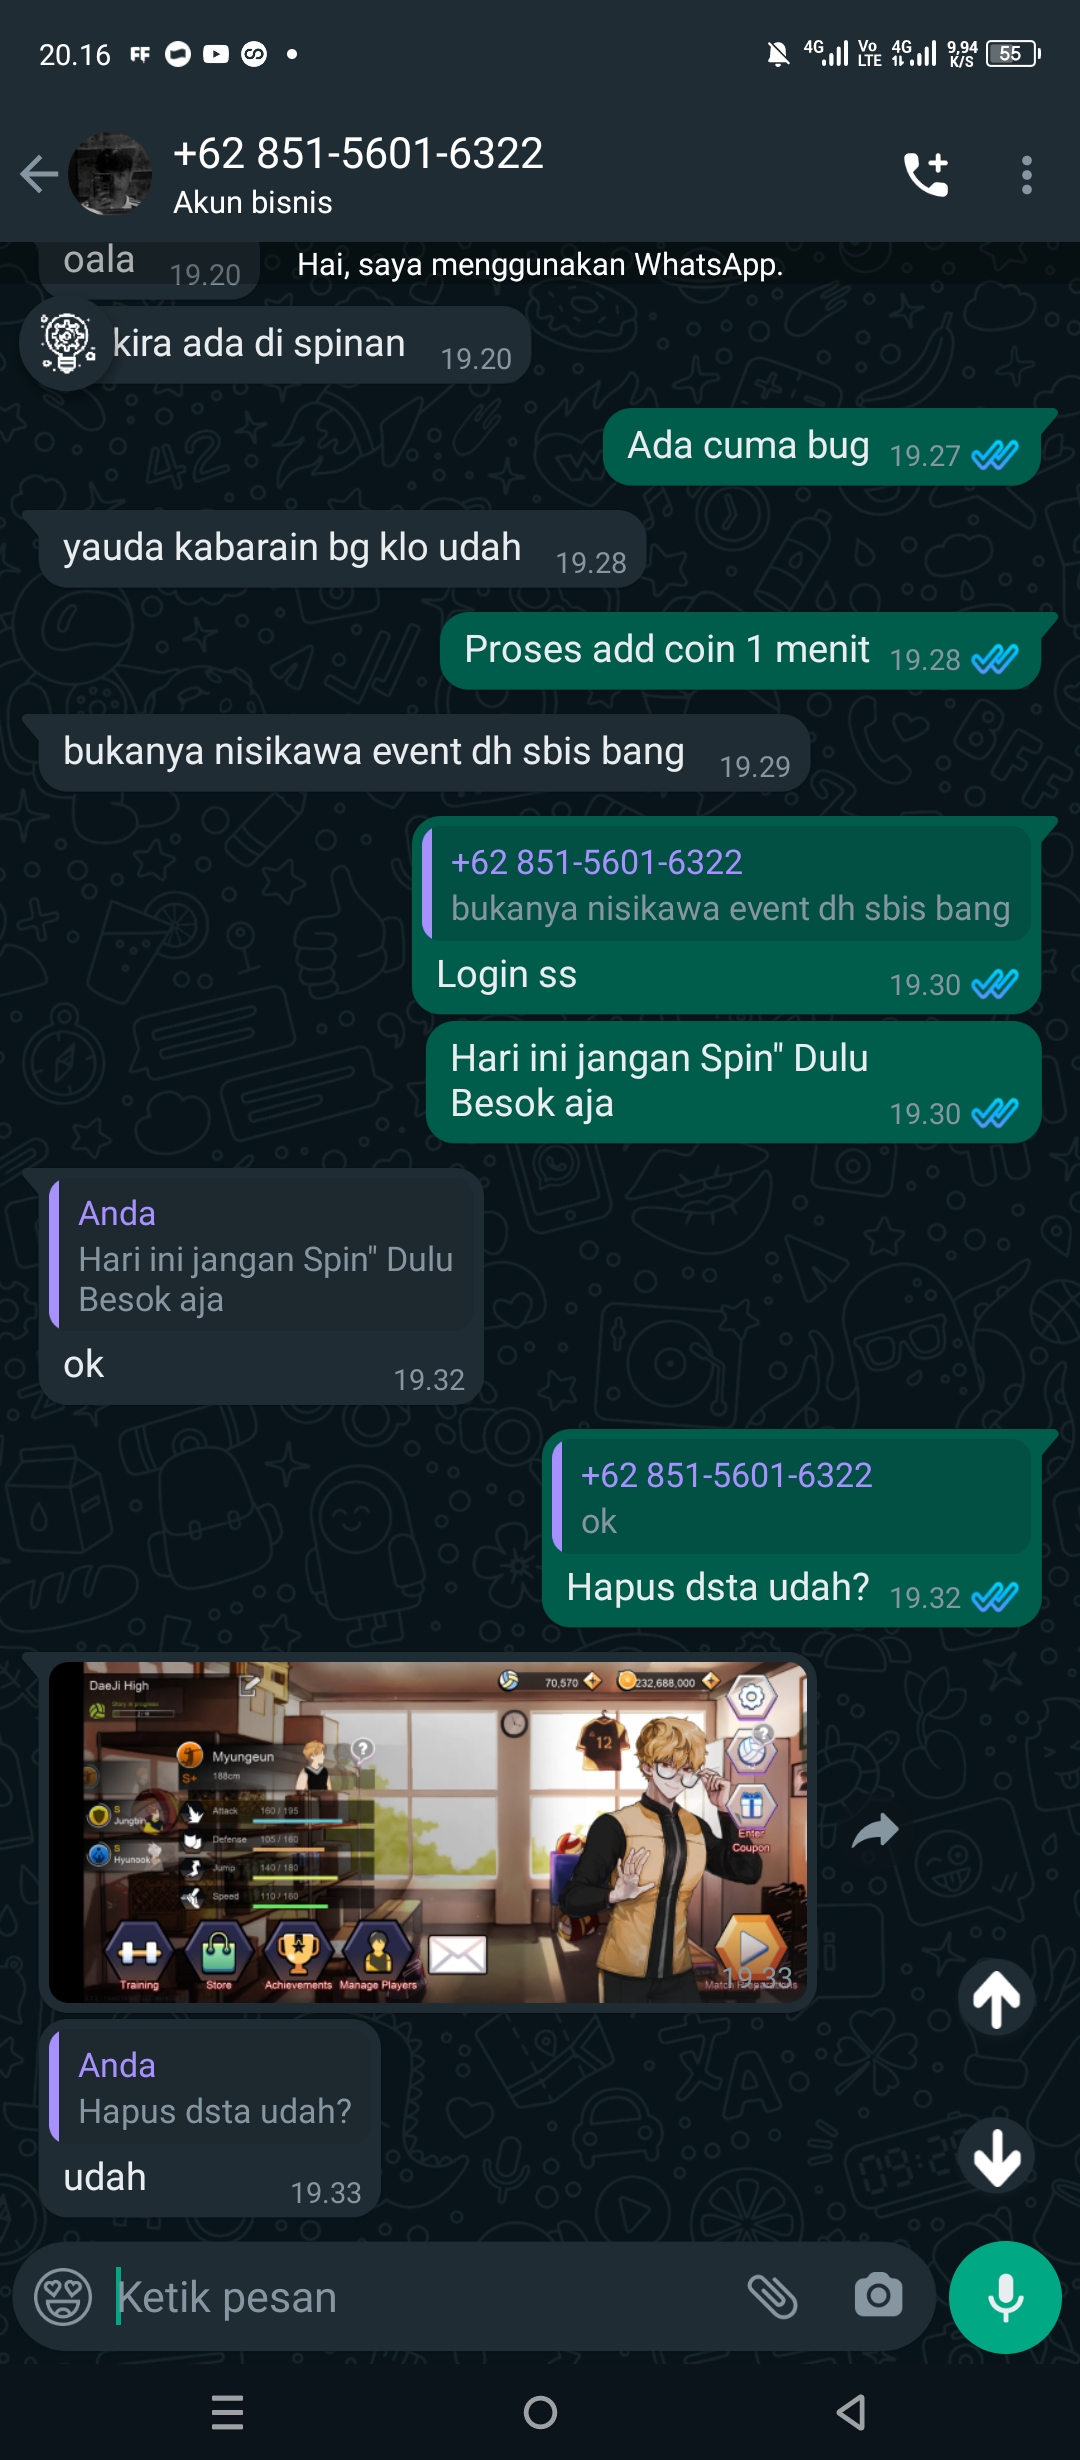 20.16
4G
Vo LTE
4G
9,94 K/S
55
+62 851-5601-6322
Akun bisnis
oala 19.20
Hai, saya menggunakan WhatsApp.
kira ada di spinan 19.20
Ada cuma bug 19.27
yauda kabarain bg klo udah 19.28
Proses add coin 1 menit 19.28
bukanya nisikawa event dh sbis bang 19.29
+62 851-5601-6322
bukanya nisikawa event dh sbis bang
Login ss 19.30
Hari ini jangan Spin" Dulu
Besok aja 19.30
Anda
Hari ini jangan Spin" Dulu
Besok aja
ok 19.32
+62 851-5601-6322
ok
Hapus dsta udah? 19.32
DaeJi High
70,570
232,688,000
Story in progress
12
Myungeun
S+ 188cm
Attack 160 / 195
S
Jungbin
Defense 105 / 160
S
Hyunook
Jump 140 / 180
Speed 110 / 160
Enter
Coupon
Training
Store
Achievements
Manage Players
19.33
Anda
Hapus dsta udah?
udah 19.33
Ketik pesan